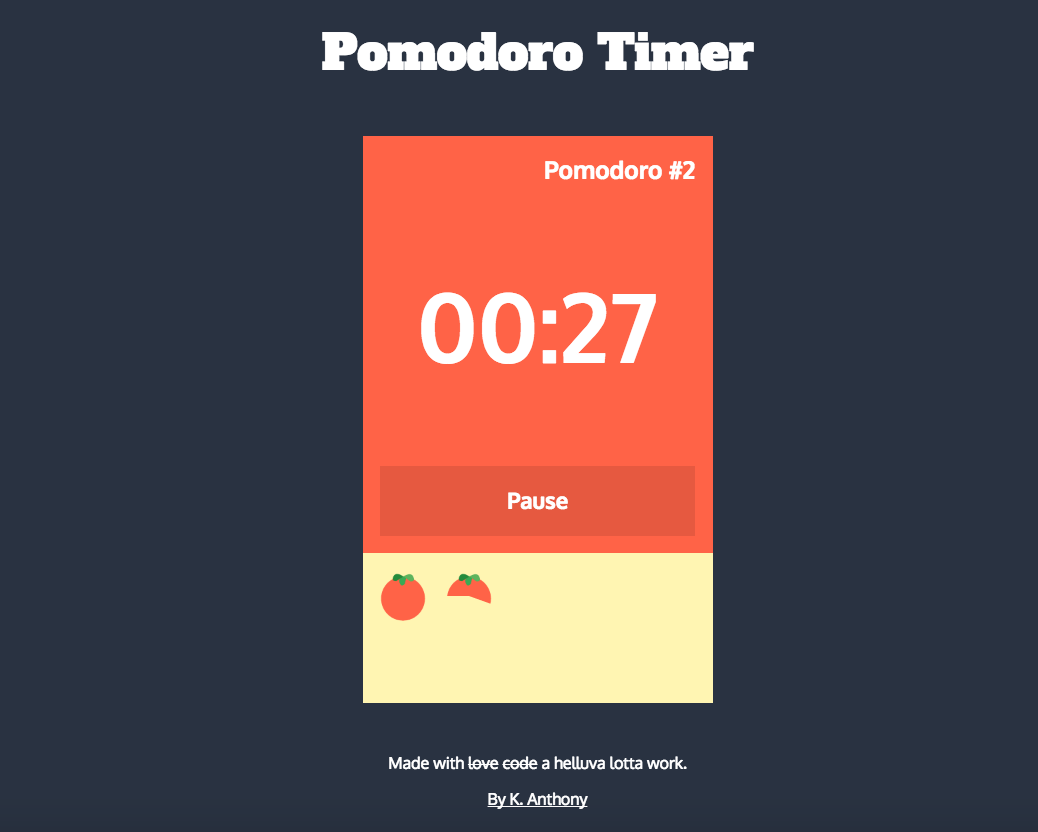 Pomodoro Timer
Pomodoro #2
00:27
Pause
Made with love code a helluva lotta work.
By K. Anthony